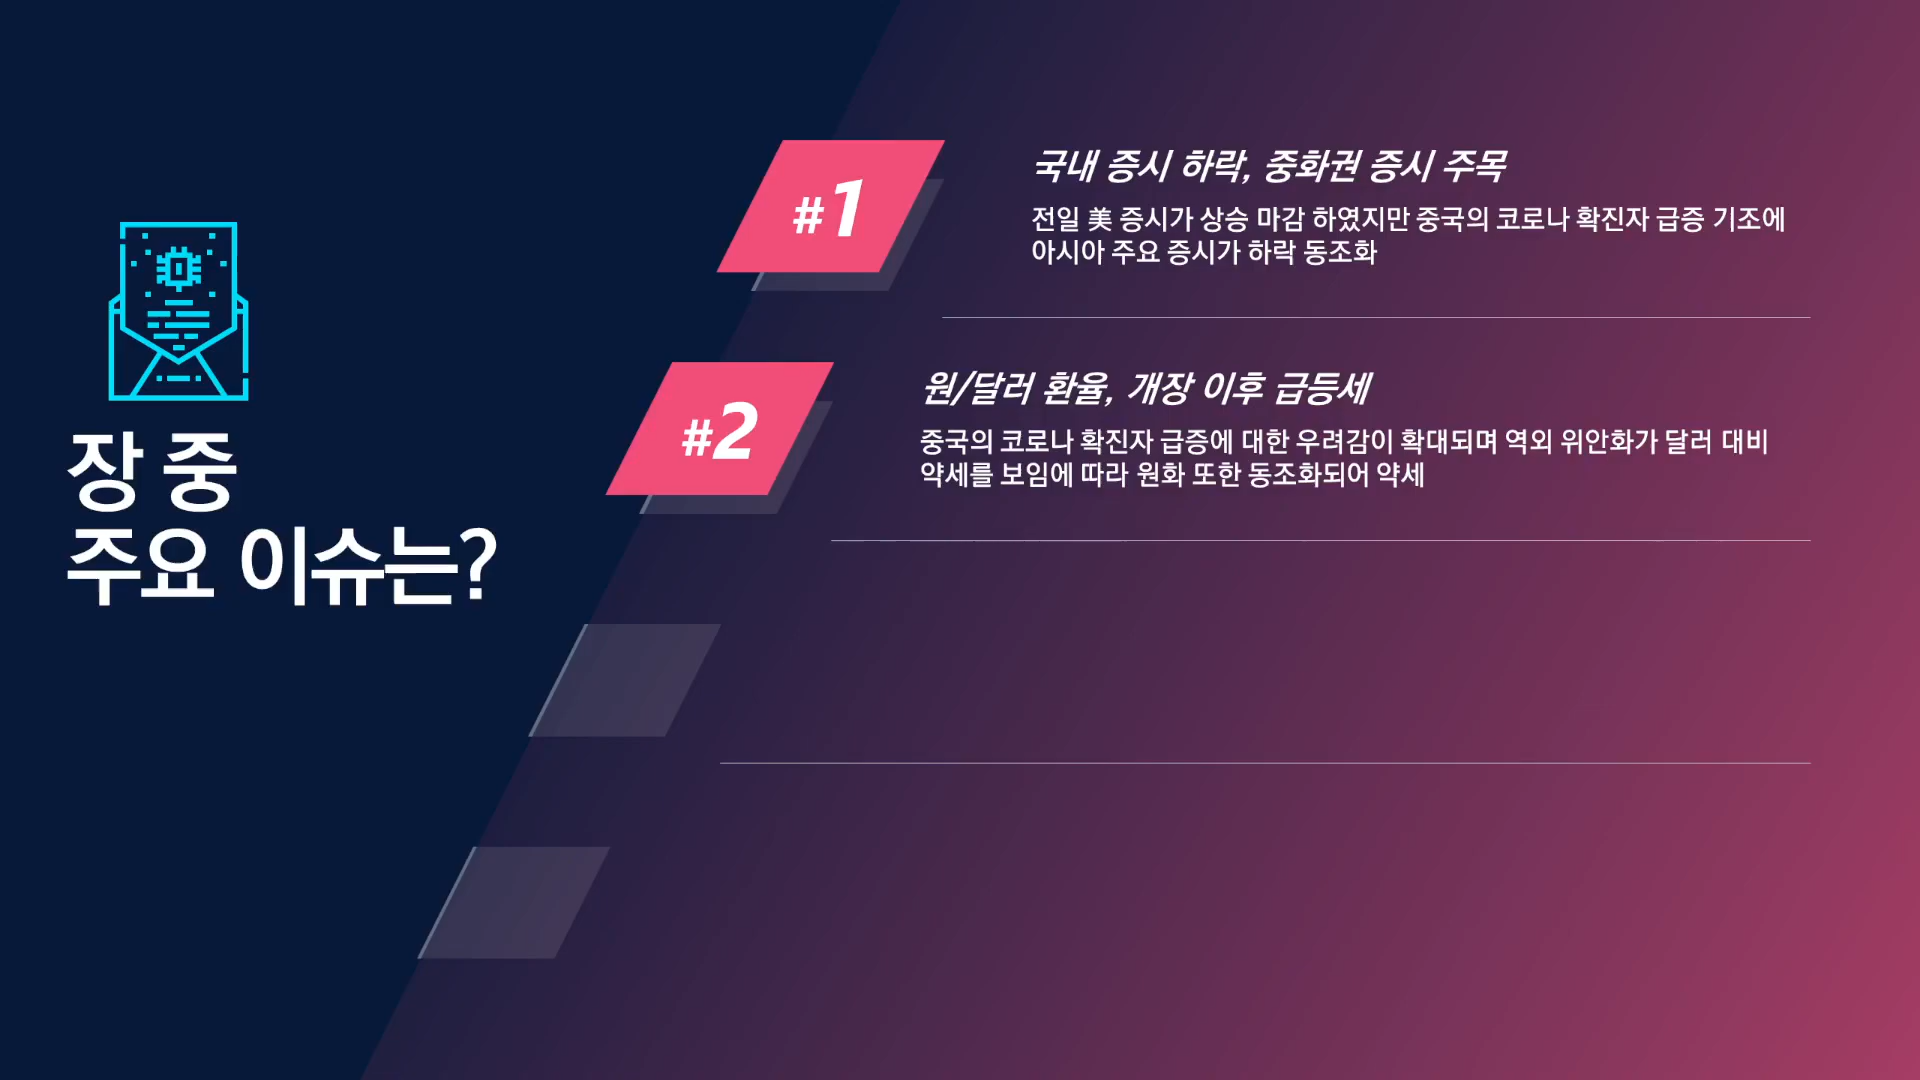 장 중
주요 이슈는?
#1
국내 증시 하락, 중화권 증시 주목
전일 美 증시가 상승 마감 하였지만 중국의 코로나 확진자 급증 기조에
아시아 주요 증시가 하락 동조화
#2
원/달러 환율, 개장 이후 급등세
중국의 코로나 확진자 급증에 대한 우려감이 확대되며 역외 위안화가 달러 대비
약세를 보임에 따라 원화 또한 동조화되어 약세